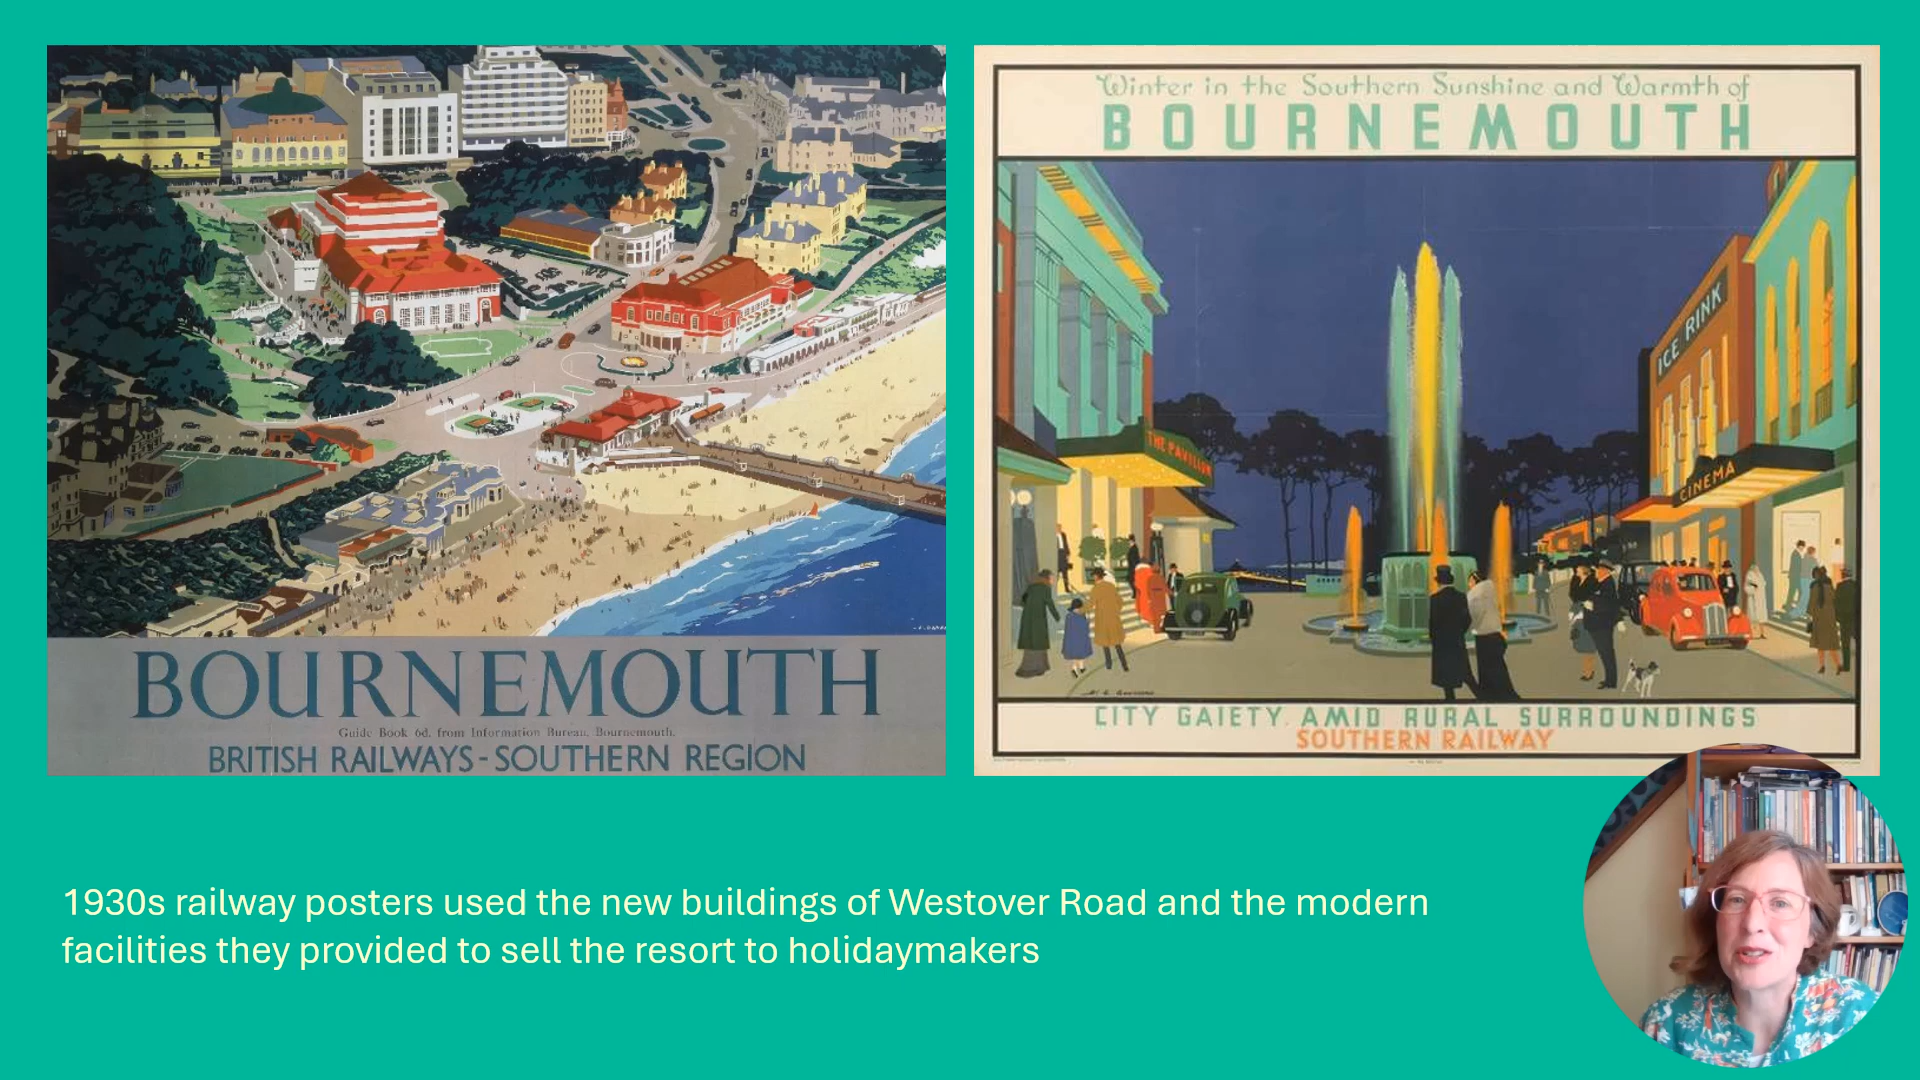 BOURNEMOUTH
Guide Book 6d. from Information Bureau, Bournemouth.
BRITISH RAILWAYS - SOUTHERN REGION
Winter in the Southern Sunshine and Warmth of
BOURNEMOUTH
THE PAVILION
ICE RINK
CINEMA
CITY GAIETY AMID RURAL SURROUNDINGS
SOUTHERN RAILWAY
1930s railway posters used the new buildings of Westover Road and the modern
facilities they provided to sell the resort to holidaymakers